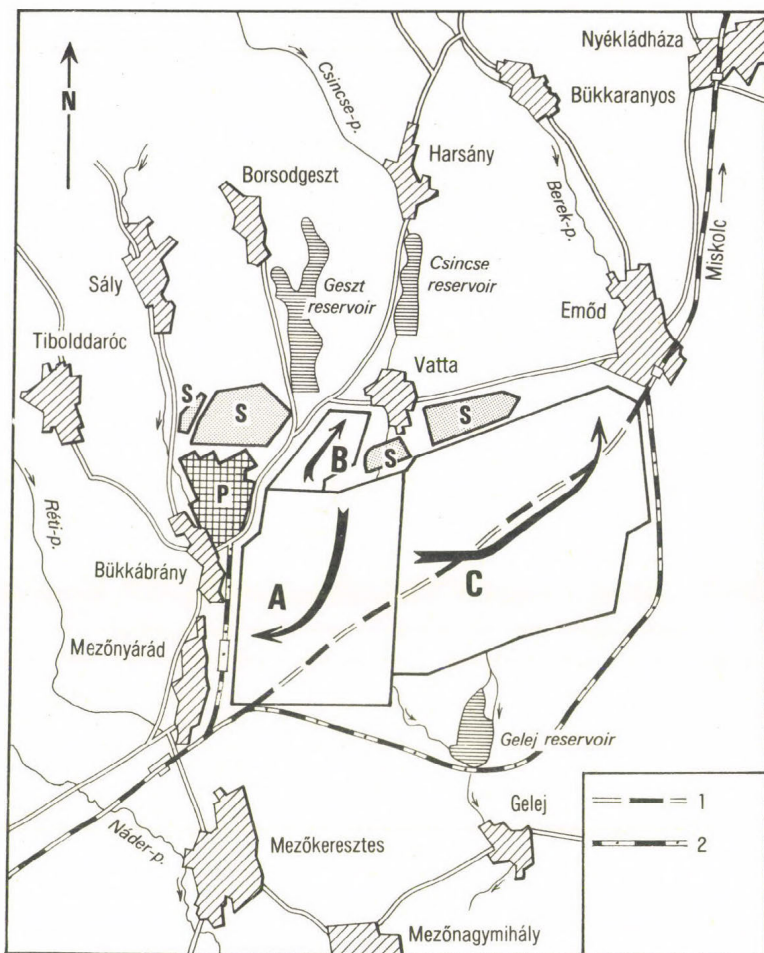 Nyékládháza
Csincse-p.
Bükkaranyos
N
Harsány
Borsodgeszt
Berek-p.
Miskolc
Sály
Geszt
reservoir
Csincse
reservoir
Emőd
Tibolddaróc
Vatta
S
S
S
B
S
P
Réti-p.
Bükkábrány
C
A
Mezőnyárád
Gelej reservoir
1
Gelej
2
Náder-p.
Mezőkeresztes
Mezőnagymihály